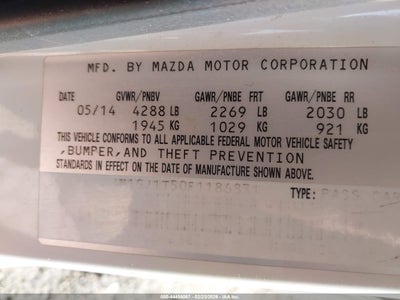 MFD. BY MAZDA MOTOR CORPORATION
DATE GVWR/PNBV GAWR/PNBE FRT GAWR/PNBE RR
05/14 4288 LB 2269 LB 2030 LB
1945 KG 1029 KG 921 KG
THIS VEHICLE CONFORMS TO ALL APPLICABLE FEDERAL MOTOR VEHICLE SAFETY
,BUMPER,AND THEFT PREVENTION
STANDARDS IN EFFECT ON THE DATE OF MANUFACTURE SHOWN ABOVE.
TYPE: PASS